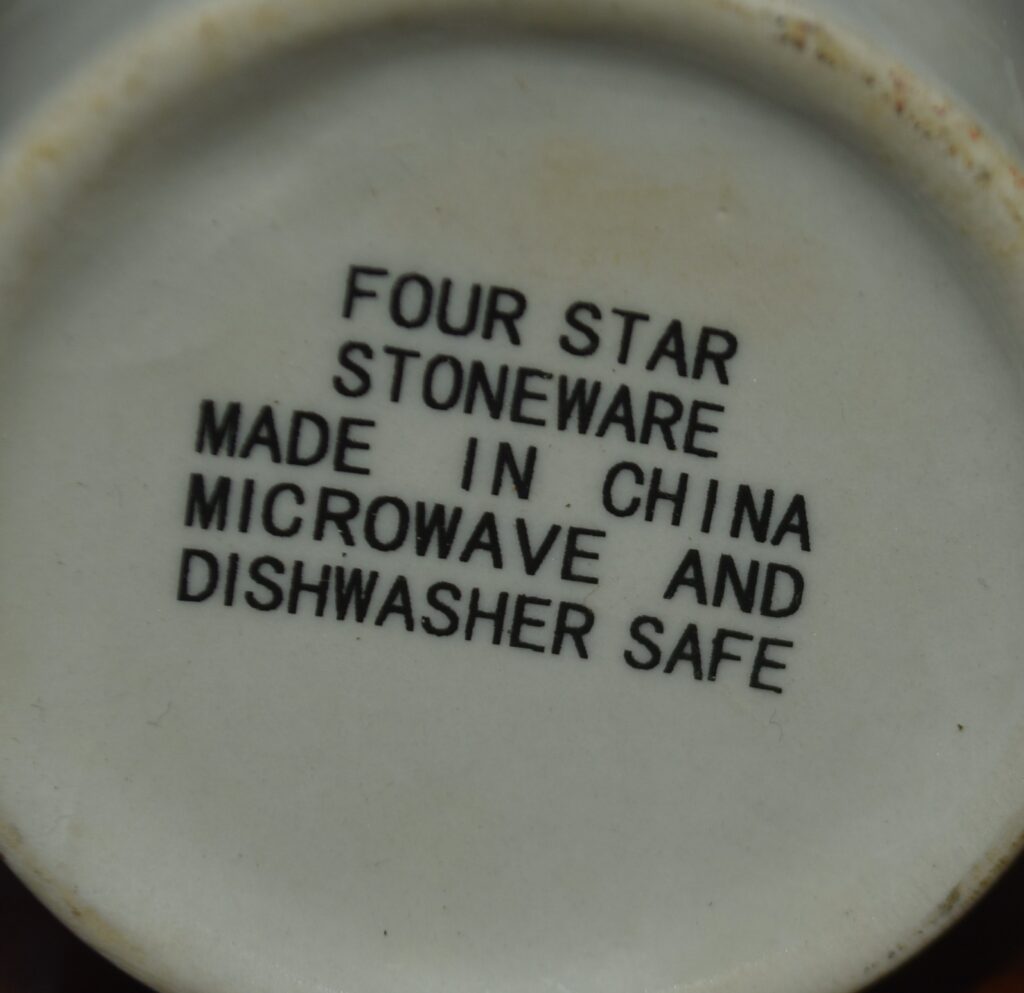 FOUR STAR
STONEWARE
MADE IN CHINA
MICROWAVE AND
DISHWASHER SAFE